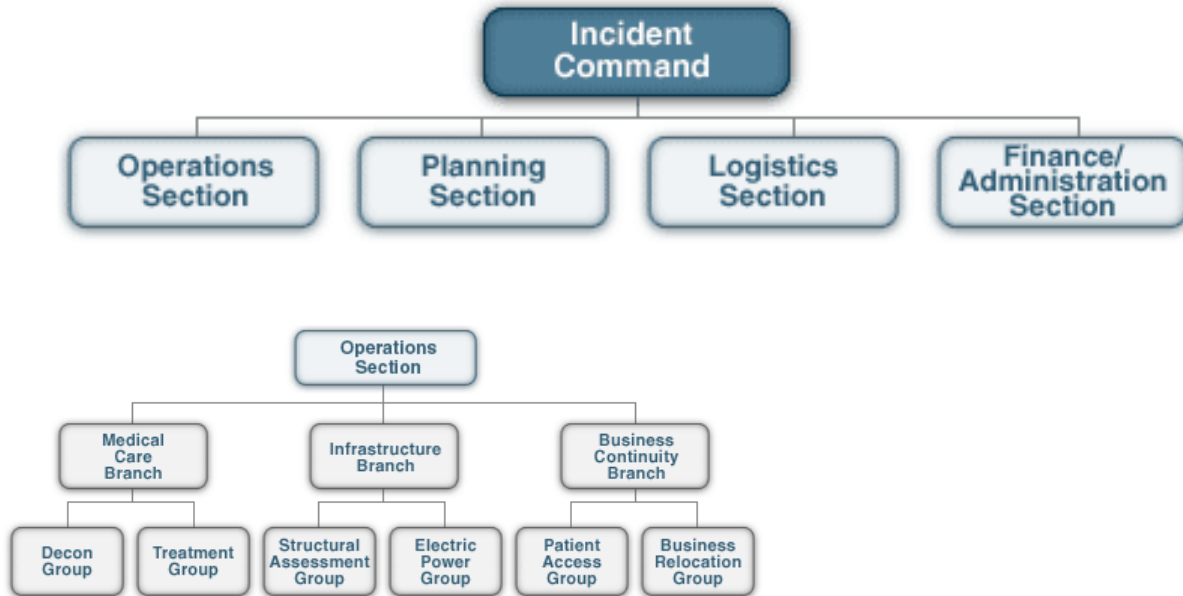 Incident
Command
Operations
Section
Planning
Section
Logistics
Section
Finance/
Administration
Section
Operations
Section
Medical
Care
Branch
Infrastructure
Branch
Business
Continuity
Branch
Decon
Group
Treatment
Group
Structural
Assessment
Group
Electric
Power
Group
Patient
Access
Group
Business
Relocation
Group